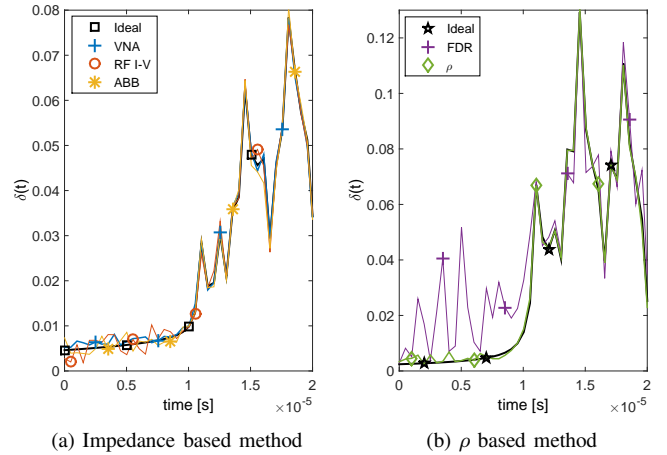 0.08
0.07
0.06
0.05
0.04
0.03
0.02
0.01
0
δ(t)
Ideal
VNA
RF I-V
ABB
0 0.5 1 1.5 2
time [s] ×10⁻⁵
(a) Impedance based method
0.12
0.1
0.08
0.06
0.04
0.02
0
δ(t)
Ideal
FDR
ρ
0 0.5 1 1.5 2
time [s] ×10⁻⁵
(b) ρ based method